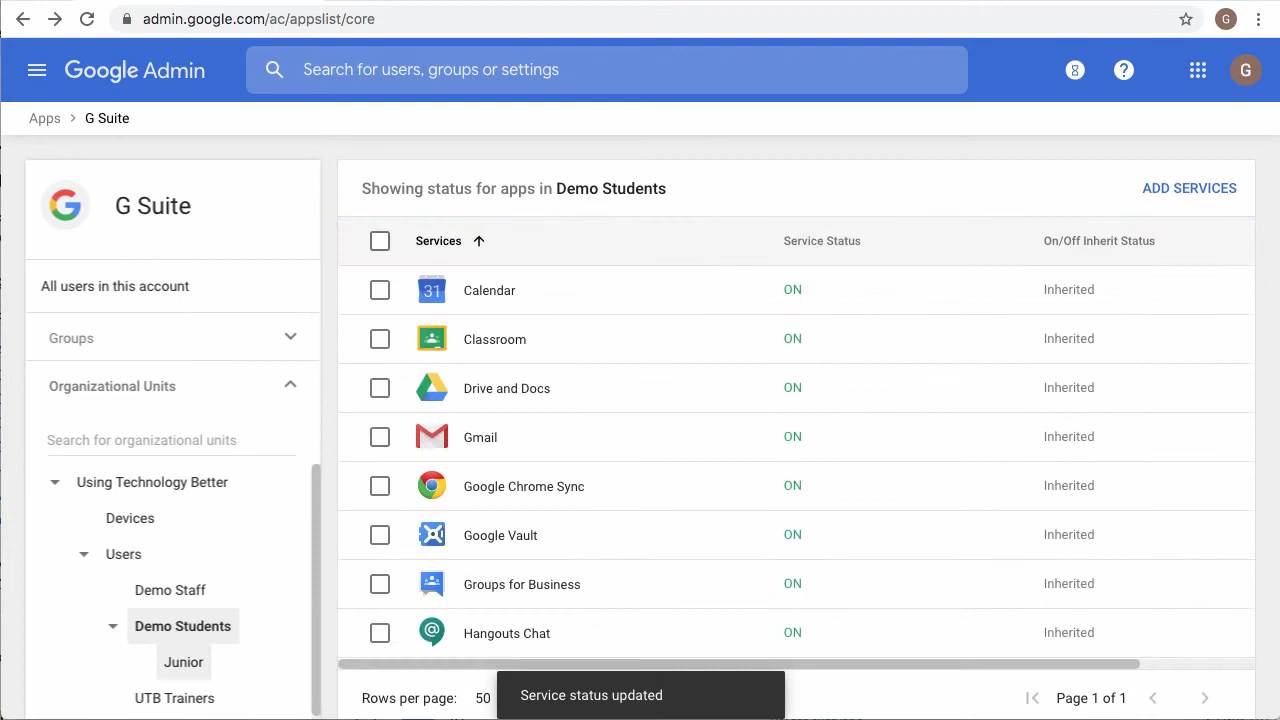 admin.google.com/ac/appslist/core
G
Google Admin
Search for users, groups or settings
G
Apps > G Suite
G Suite
All users in this account
Groups
Organizational Units
Search for organizational units
Using Technology Better
Devices
Users
Demo Staff
Demo Students
Junior
UTB Trainers
Showing status for apps in Demo Students
ADD SERVICES
Services Service Status On/Off Inherit Status
31 Calendar ON Inherited
Classroom ON Inherited
Drive and Docs ON Inherited
Gmail ON Inherited
Google Chrome Sync ON Inherited
Google Vault ON Inherited
Groups for Business ON Inherited
@ Hangouts Chat ON Inherited
Rows per page: 50
Service status updated
Page 1 of 1